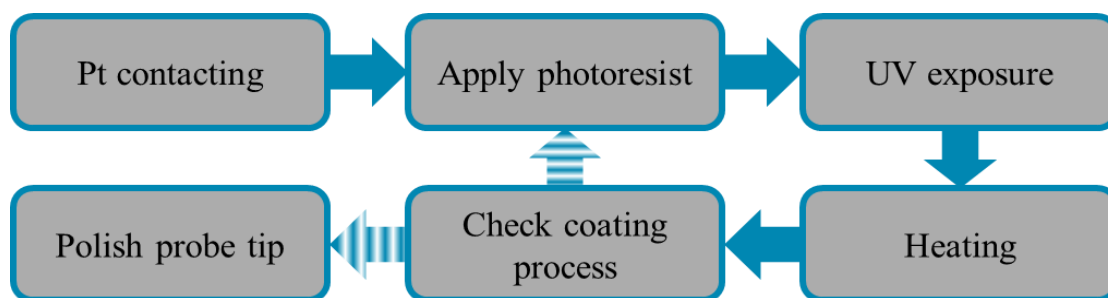 Pt contacting
Apply photoresist
UV exposure
Polish probe tip
Check coating
process
Heating